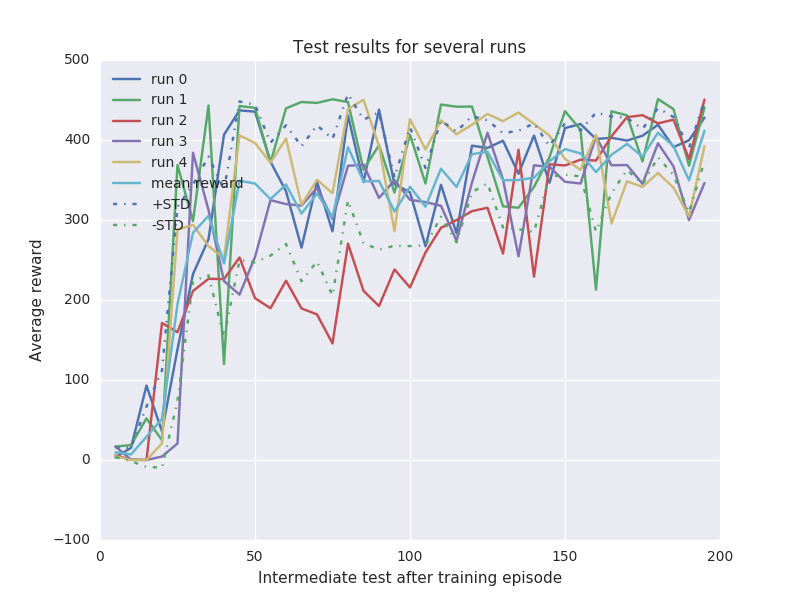 Test results for several runs
500
400
300
200
100
0
−100
run 0
run 1
run 2
run 3
run 4
mean reward
+STD
-STD
Average reward
0 50 100 150 200
Intermediate test after training episode